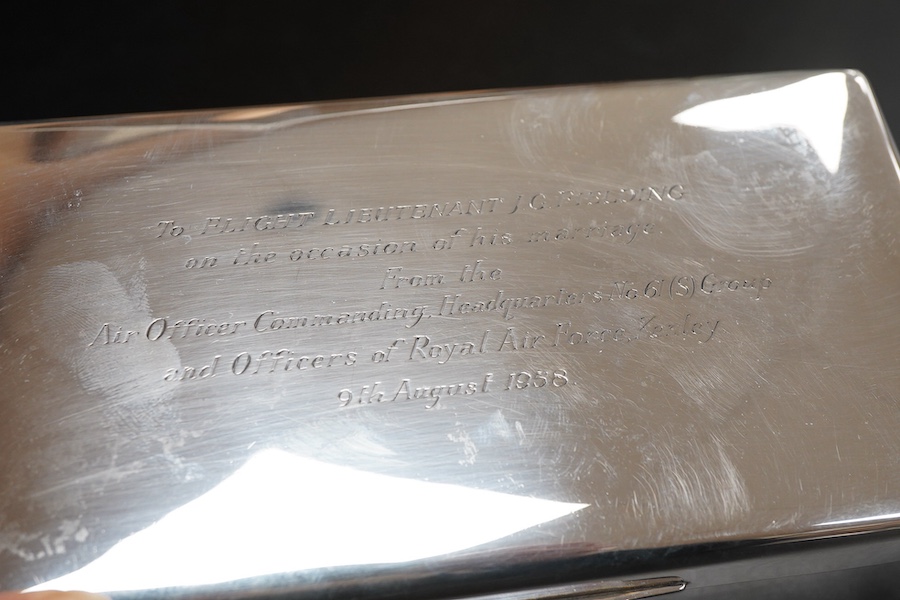 To FLIGHT LIEUTENANT J G
on the occasion of his marriage.
From the
Air Officer Commanding, Headquarters No 61 (S) Group
and Officers of Royal Air Force, Kenley
9th August 1958.